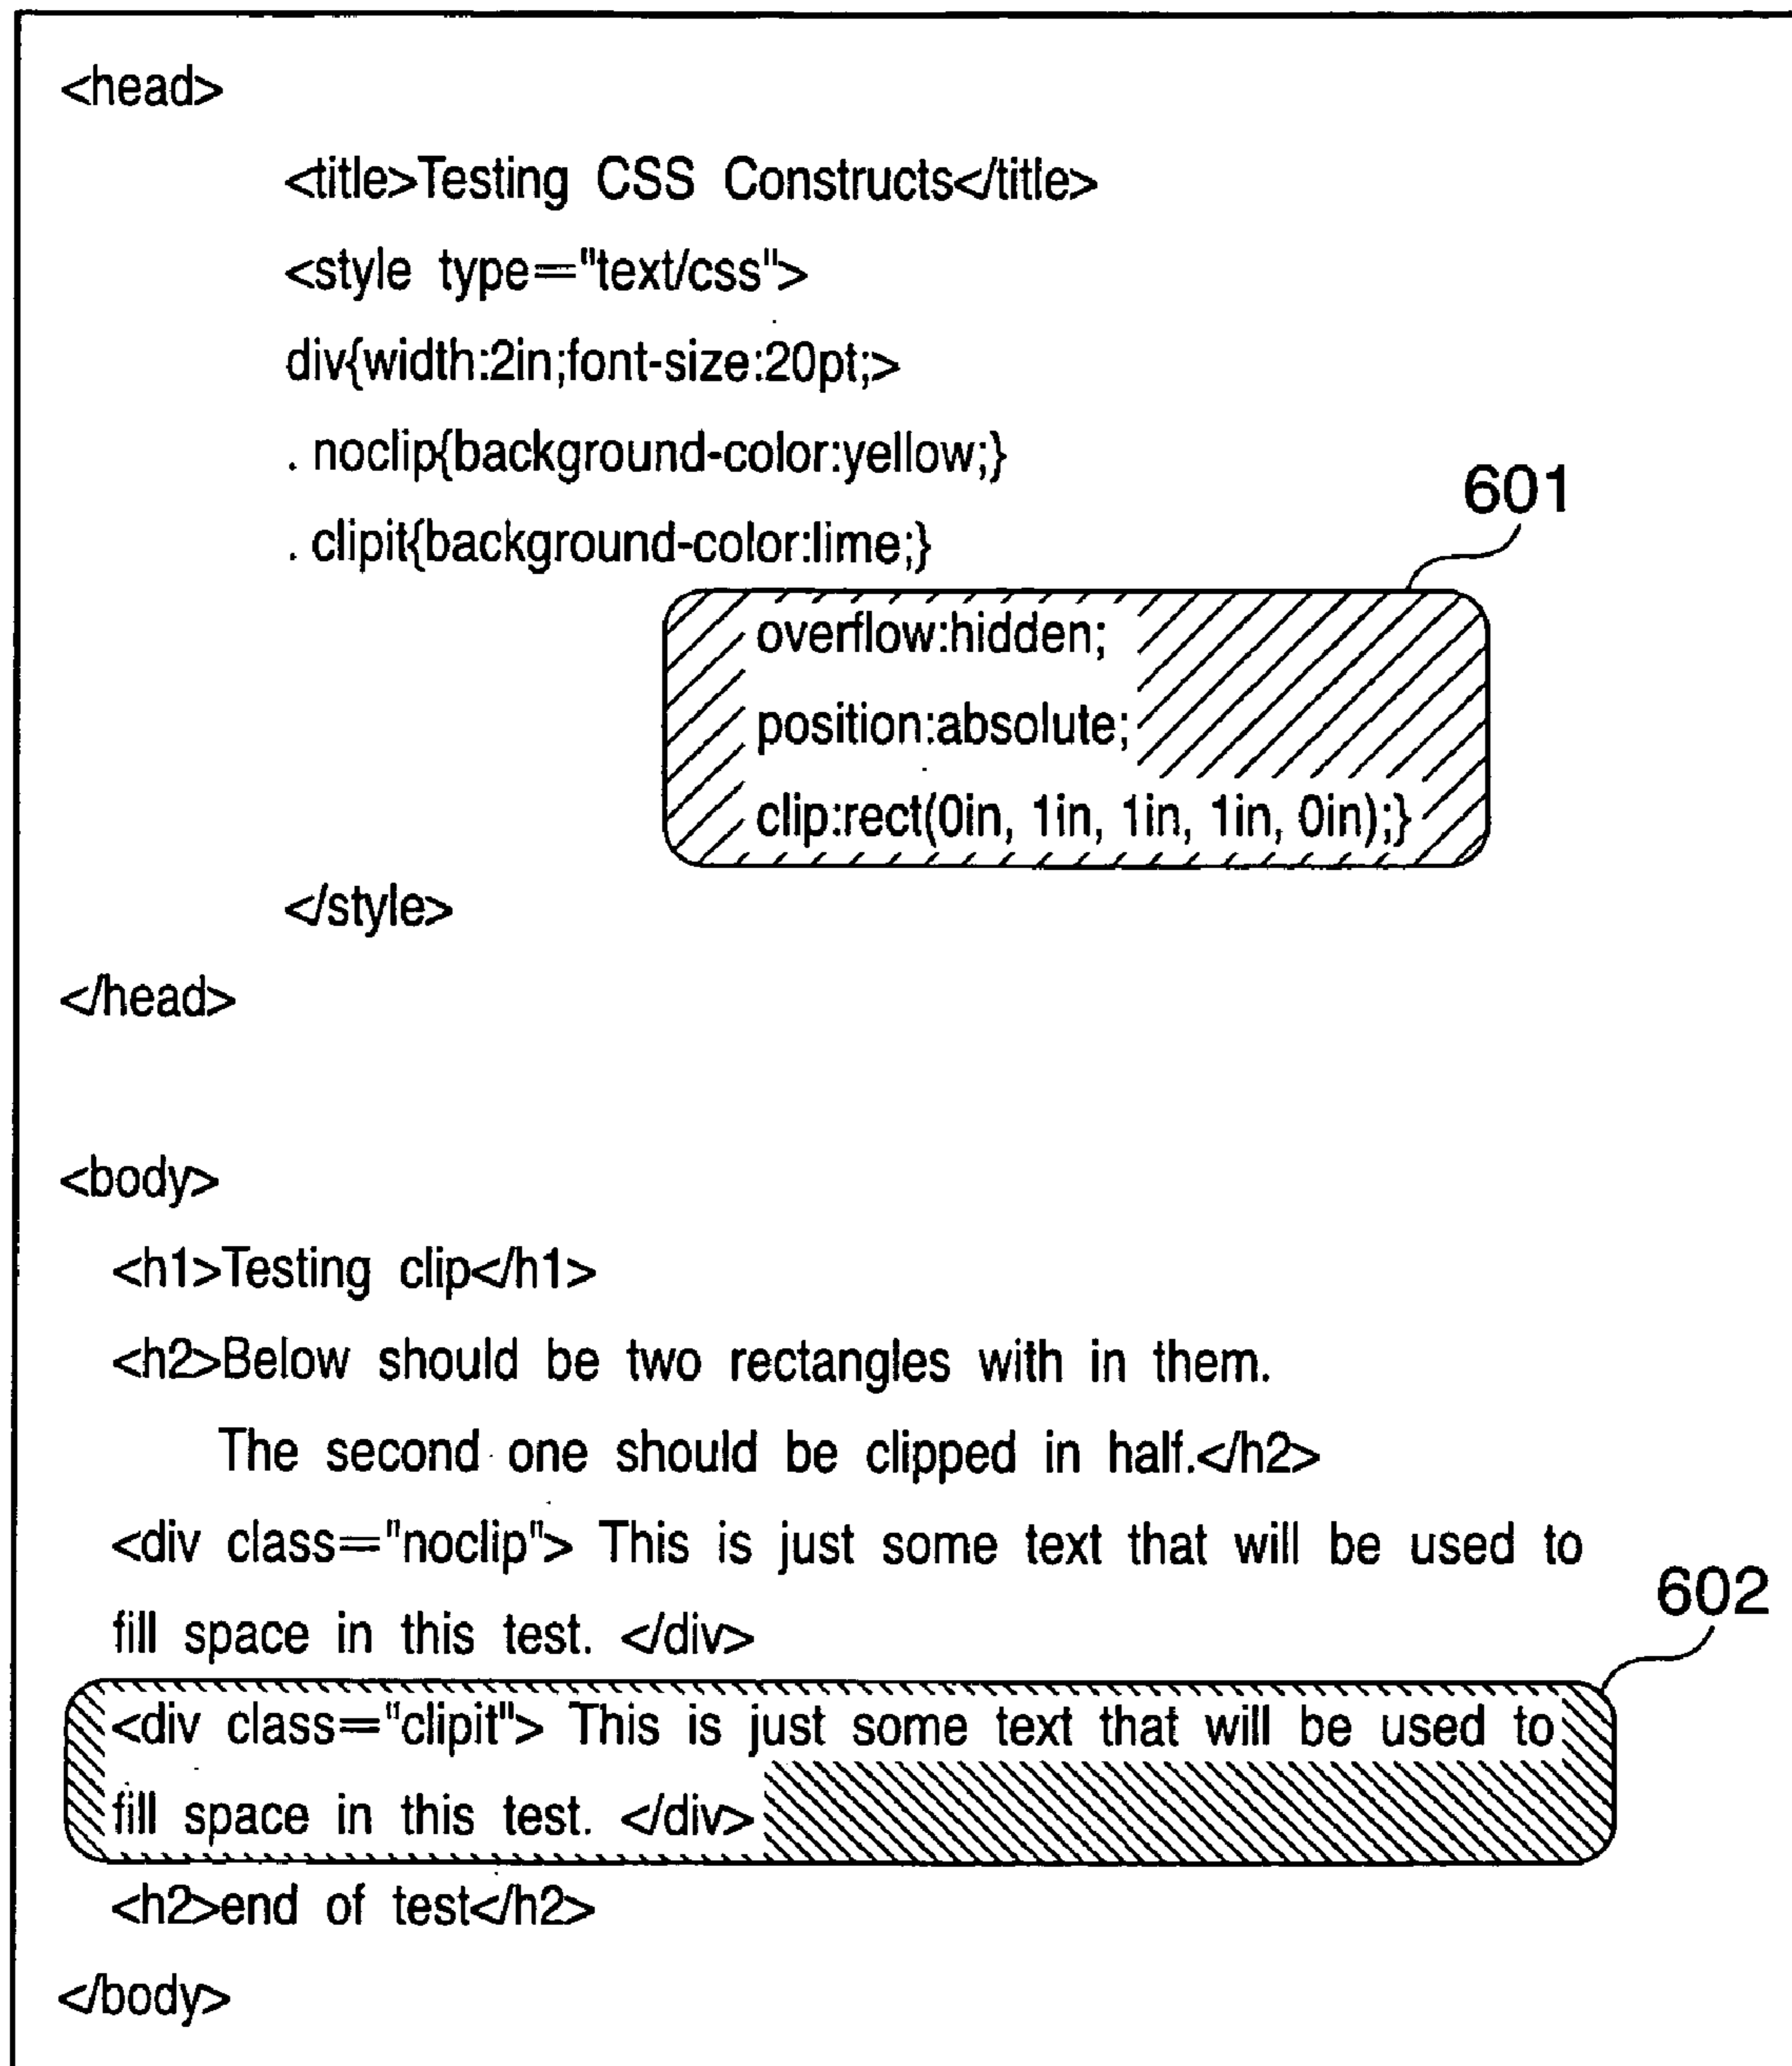 <head>
<title>Testing CSS Constructs</title>
<style type="text/css">
div{width:2in;font-size:20pt;>
. noclip{background-color:yellow;}
. clipit{background-color:lime;}
601
overflow:hidden;
position:absolute;
clip:rect(0in, 1in, 1in, 1in, 0in);}
</style>
</head>
<body>
<h1>Testing clip</h1>
<h2>Below should be two rectangles with in them.
The second one should be clipped in half.</h2>
<div class="noclip"> This is just some text that will be used to
fill space in this test. </div>
602
<div class="clipit"> This is just some text that will be used to
fill space in this test. </div>
<h2>end of test</h2>
</body>